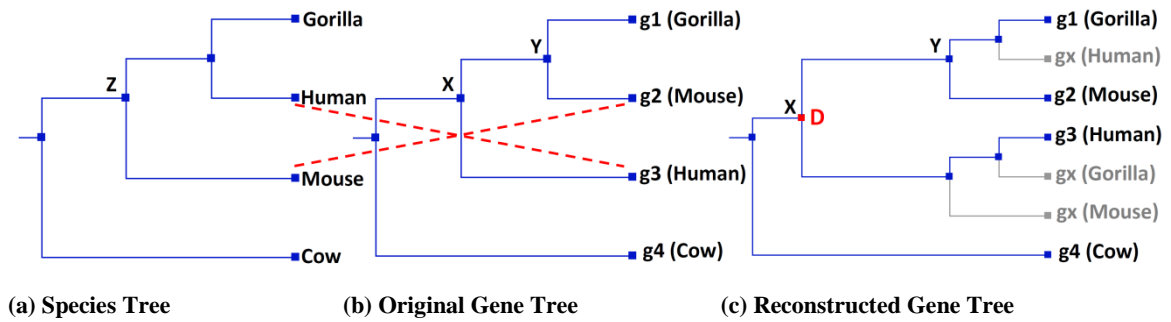 Gorilla
Z
Human
Mouse
Cow
(a) Species Tree
g1 (Gorilla)
Y
X
g2 (Mouse)
g3 (Human)
g4 (Cow)
(b) Original Gene Tree
g1 (Gorilla)
Y
gx (Human)
g2 (Mouse)
X
D
g3 (Human)
gx (Gorilla)
gx (Mouse)
g4 (Cow)
(c) Reconstructed Gene Tree